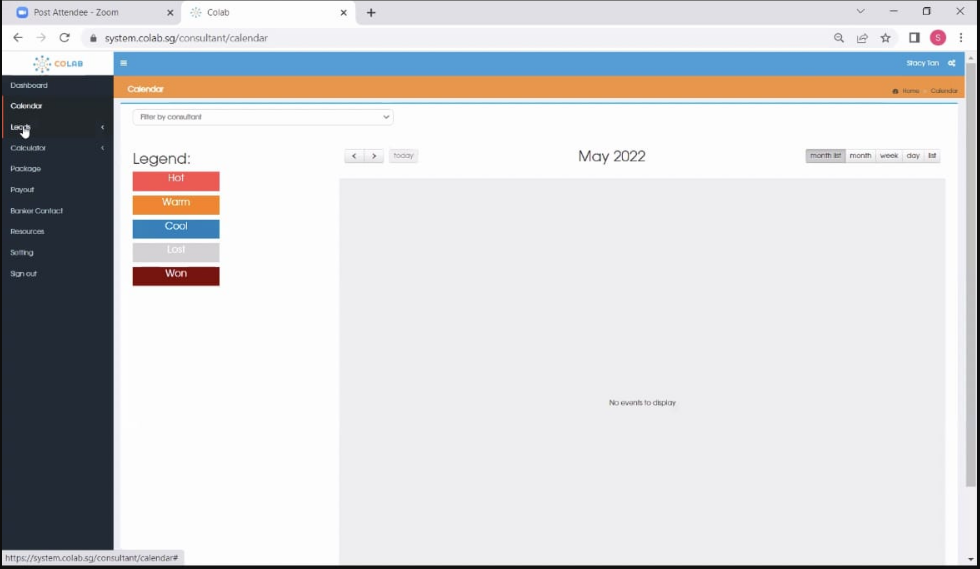 Post Attendee - Zoom
Colab
system.colab.sg/consultant/calendar
S
COLAB
Stacy Tan
Dashboard
Calendar
Home
Calendar
Calendar
Filter by consultant
Leads
Calculator
Package
Payout
Banker Contact
Resources
Setting
Sign out
Legend:
Hot
Warm
Cool
Lost
Won
< > today
May 2022
month list month week day list
No events to display
https://system.colab.sg/consultant/calendar#